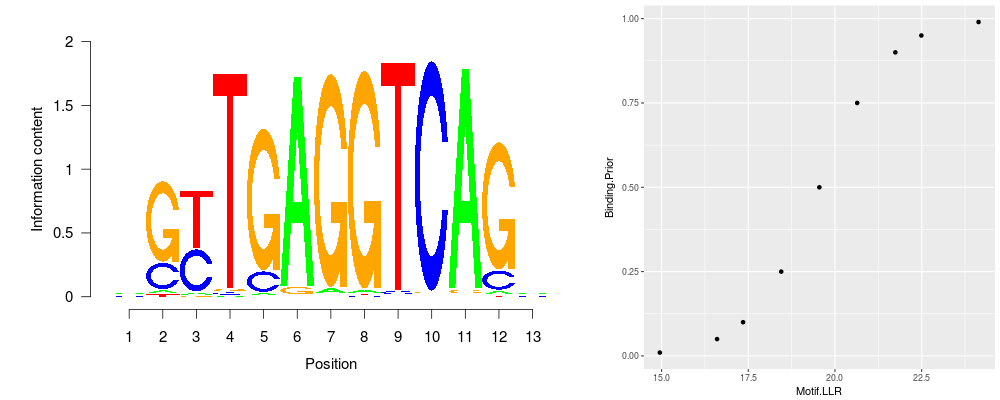 2
1.5
1
0.5
0
Information content
G T T G A G G T C A G
C C C C
1 2 3 4 5 6 7 8 9 10 11 12 13
Position
1.00
0.75
0.50
0.25
0.00
Binding.Prior
15.0 17.5 20.0 22.5
Motif.LLR